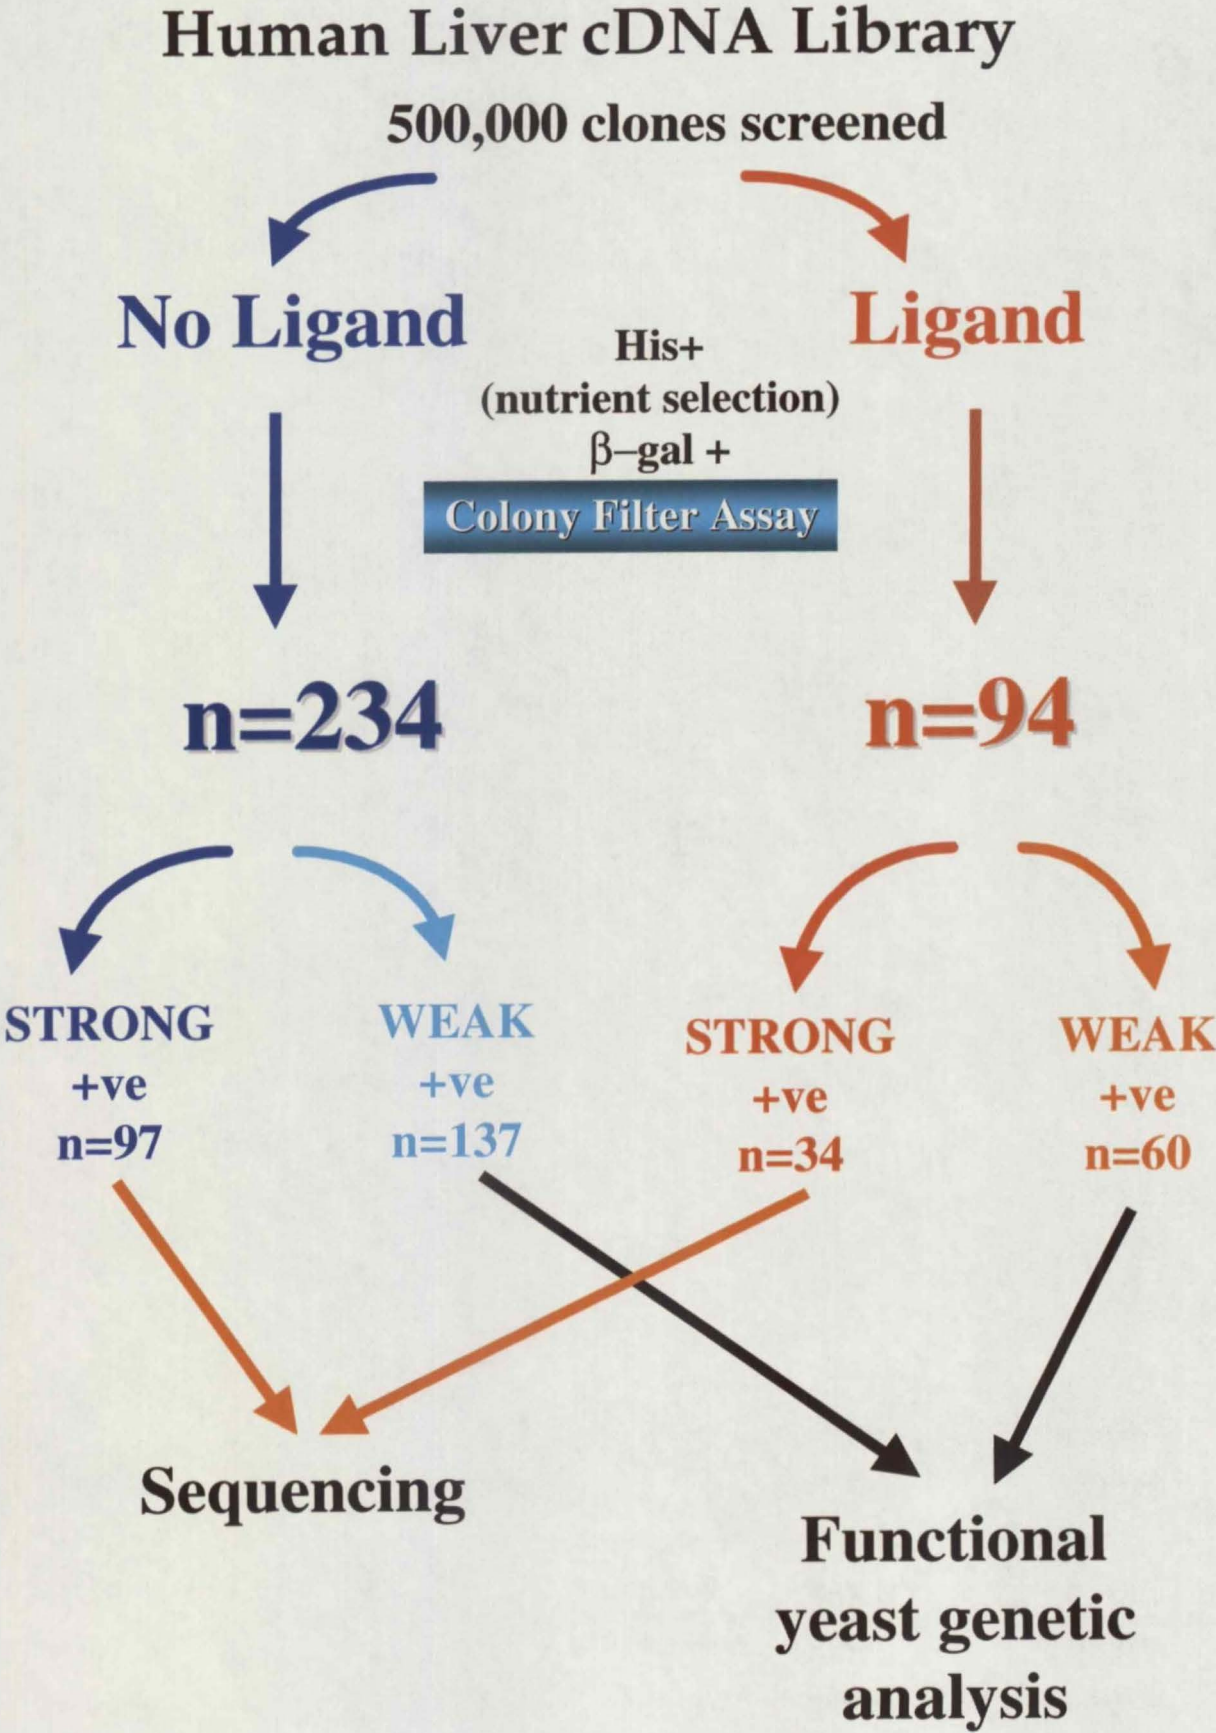 Human Liver cDNA Library
500,000 clones screened
No Ligand
Ligand
His+
(nutrient selection)
β–gal +
Colony Filter Assay
n=234
n=94
STRONG
+ve
n=97
WEAK
+ve
n=137
STRONG
+ve
n=34
WEAK
+ve
n=60
Sequencing
Functional
yeast genetic
analysis